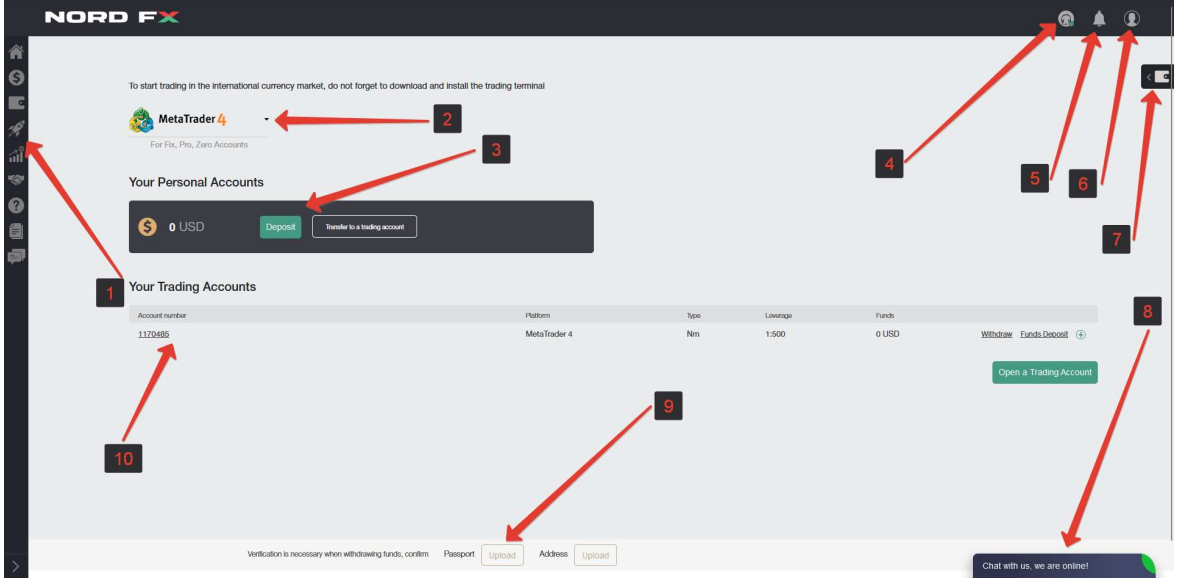 NORD FX
To start trading in the international currency market, do not forget to download and install the trading terminal
MetaTrader 4
For Fix, Pro, Zero Accounts
2
3
4
5
6
7
Your Personal Accounts
0 USD
Deposit
Transfer to a trading account
1
Your Trading Accounts
8
Account number Platform Type Leverage Funds
1170485 MetaTrader 4 Nm 1:500 0 USD Withdraw Funds Deposit
Open a Trading Account
9
10
Verification is necessary when withdrawing funds, confirm Passport Upload Address Upload
Chat with us, we are online!